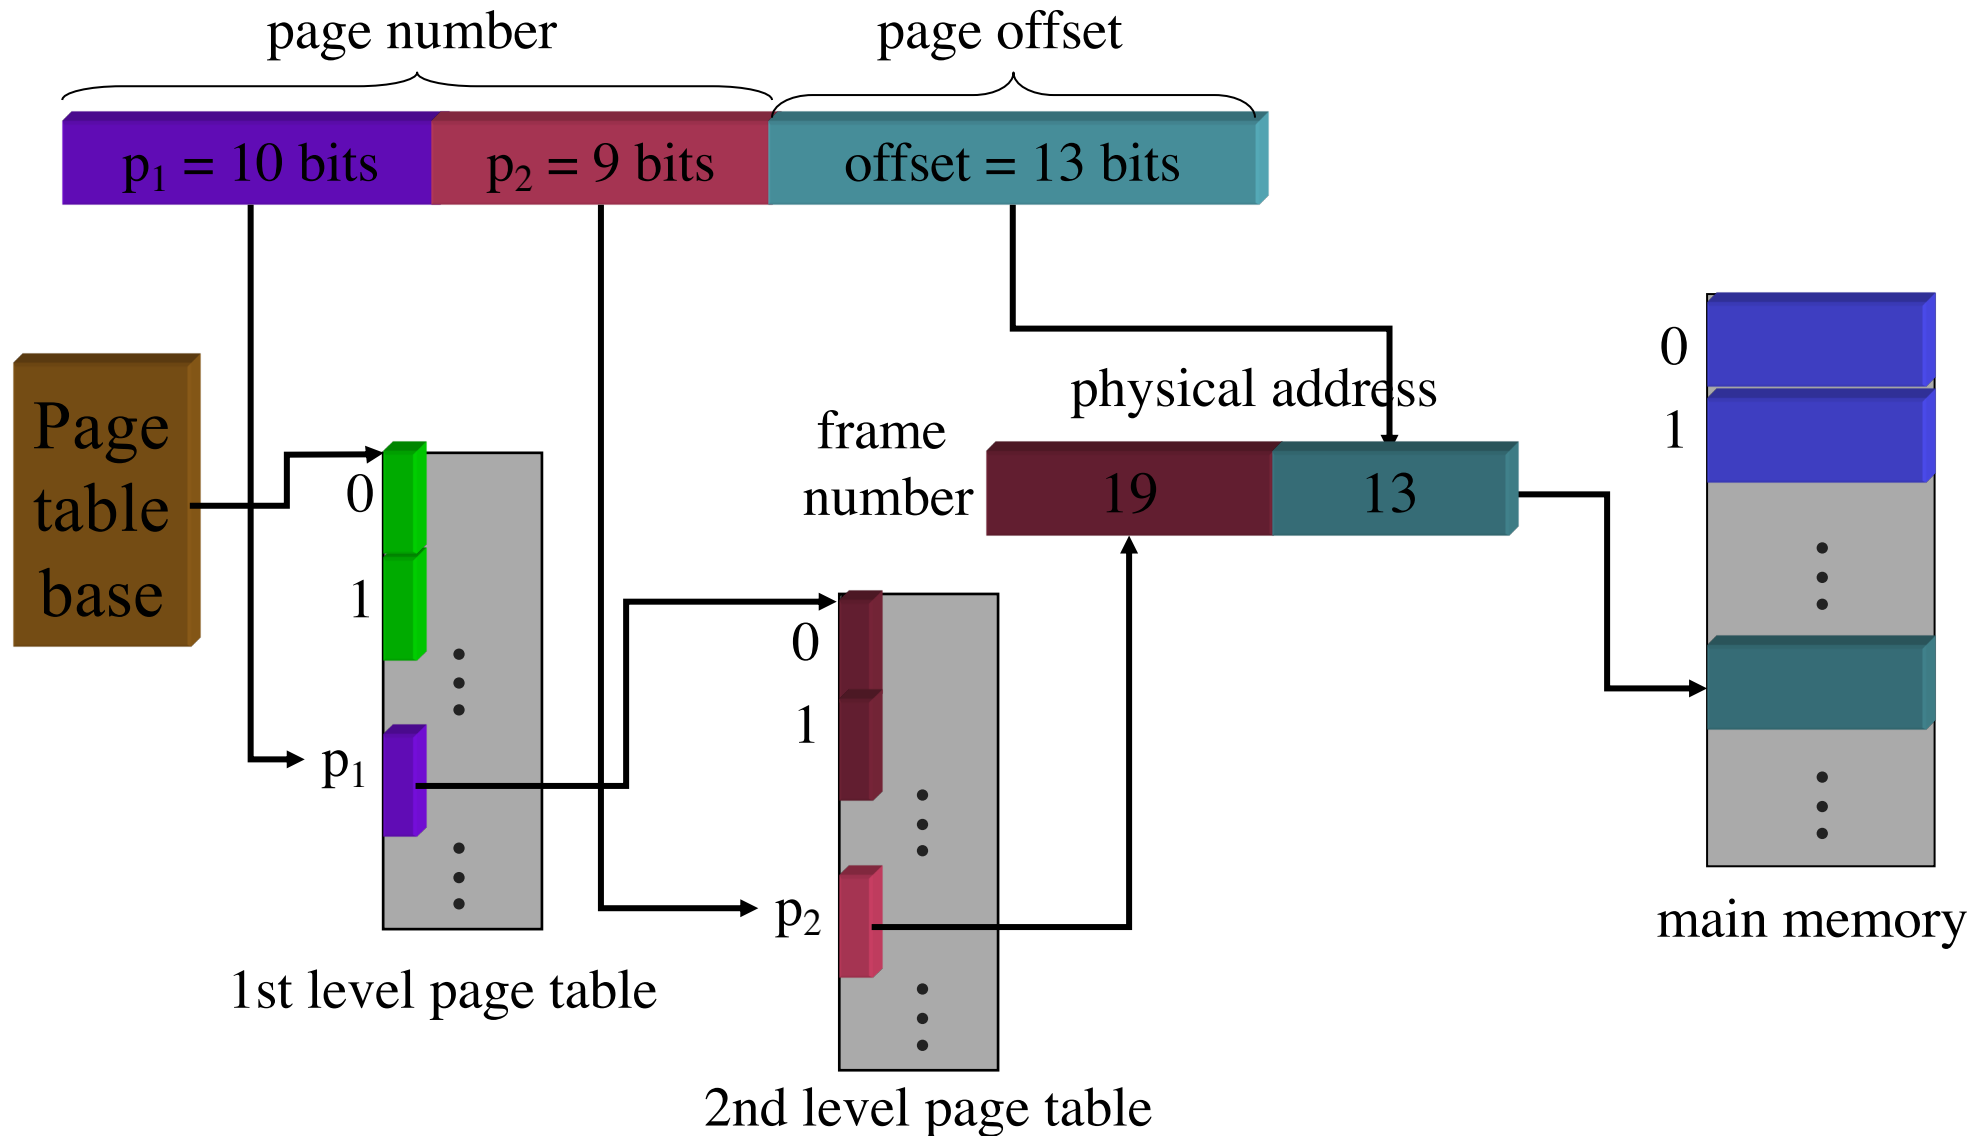 page number
page offset
p₁ = 10 bits
p₂ = 9 bits
offset = 13 bits
Page
table
base
0
1
p₁
1st level page table
0
1
p₂
2nd level page table
physical address
frame
number
19
13
0
1
main memory